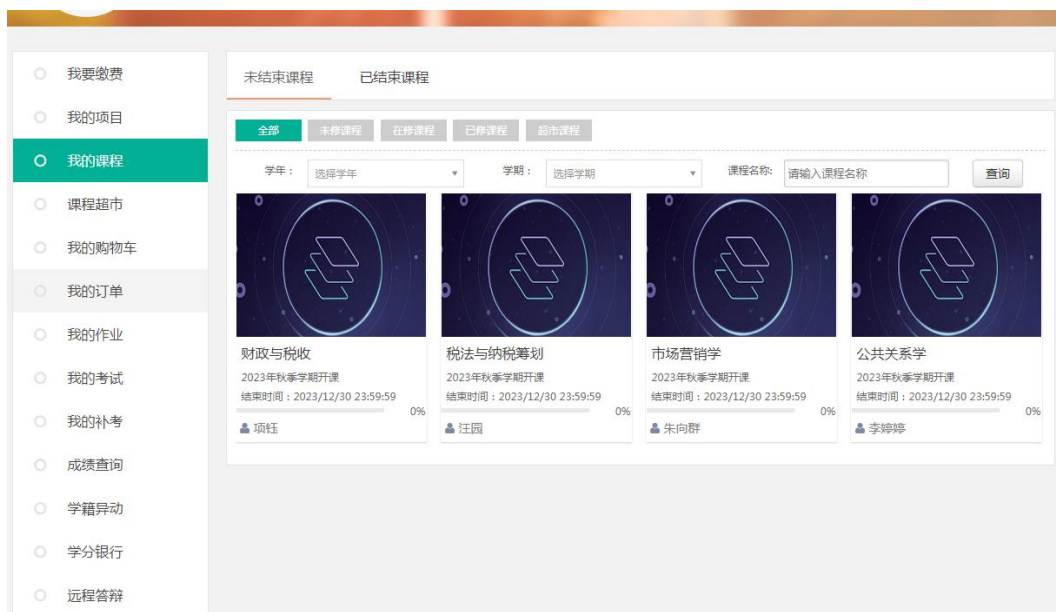 我要缴费
我的项目
我的课程
课程超市
我的购物车
我的订单
我的作业
我的考试
我的补考
成绩查询
学籍异动
学分银行
远程答辩
未结束课程 已结束课程
全部 未修课程 在修课程 已修课程 超市课程
学年： 选择学年 学期： 选择学期 课程名称: 请输入课程名称 查询
财政与税收
2023年秋季学期开课
结束时间：2023/12/30 23:59:59
0%
项钰
税法与纳税筹划
2023年秋季学期开课
结束时间：2023/12/30 23:59:59
0%
汪园
市场营销学
2023年秋季学期开课
结束时间：2023/12/30 23:59:59
0%
朱向群
公共关系学
2023年秋季学期开课
结束时间：2023/12/30 23:59:59
0%
李婷婷